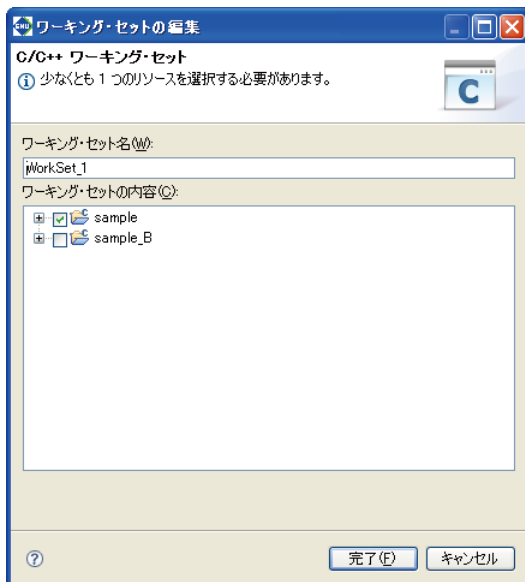 ワーキング・セットの編集
C/C++ ワーキング・セット
少なくとも 1 つのリソースを選択する必要があります。
ワーキング・セット名(W):
WorkSet_1
ワーキング・セットの内容(C):
sample
sample_B
完了(F)
キャンセル